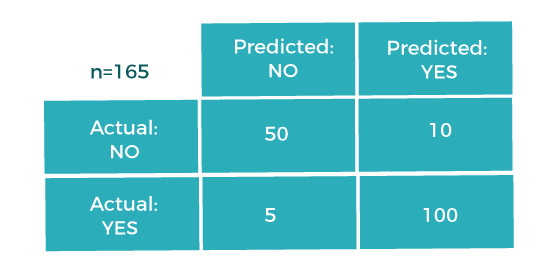 Predicted:
NO
Predicted:
YES
n=165
Actual:
NO
50
10
Actual:
YES
5
100